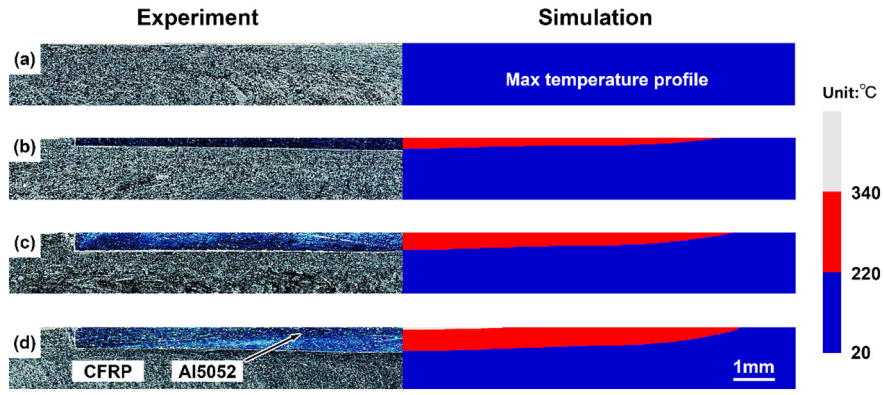 Experiment
Simulation
(a)
Max temperature profile
Unit:℃
(b)
340
(c)
220
(d)
CFRP
Al5052
1mm
20